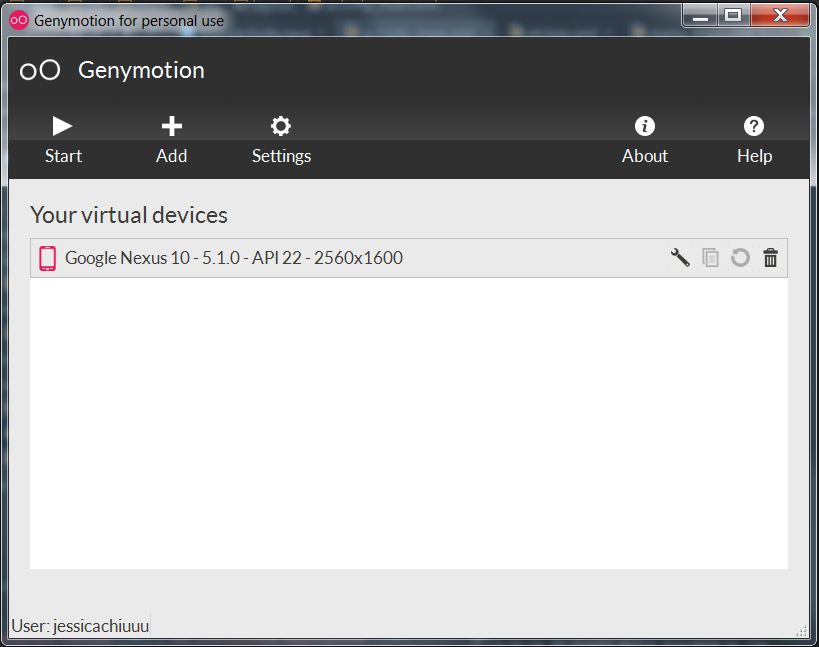 Genymotion for personal use
Genymotion
Start Add Settings About Help
Your virtual devices
Google Nexus 10 - 5.1.0 - API 22 - 2560x1600
User: jessicachiuuu